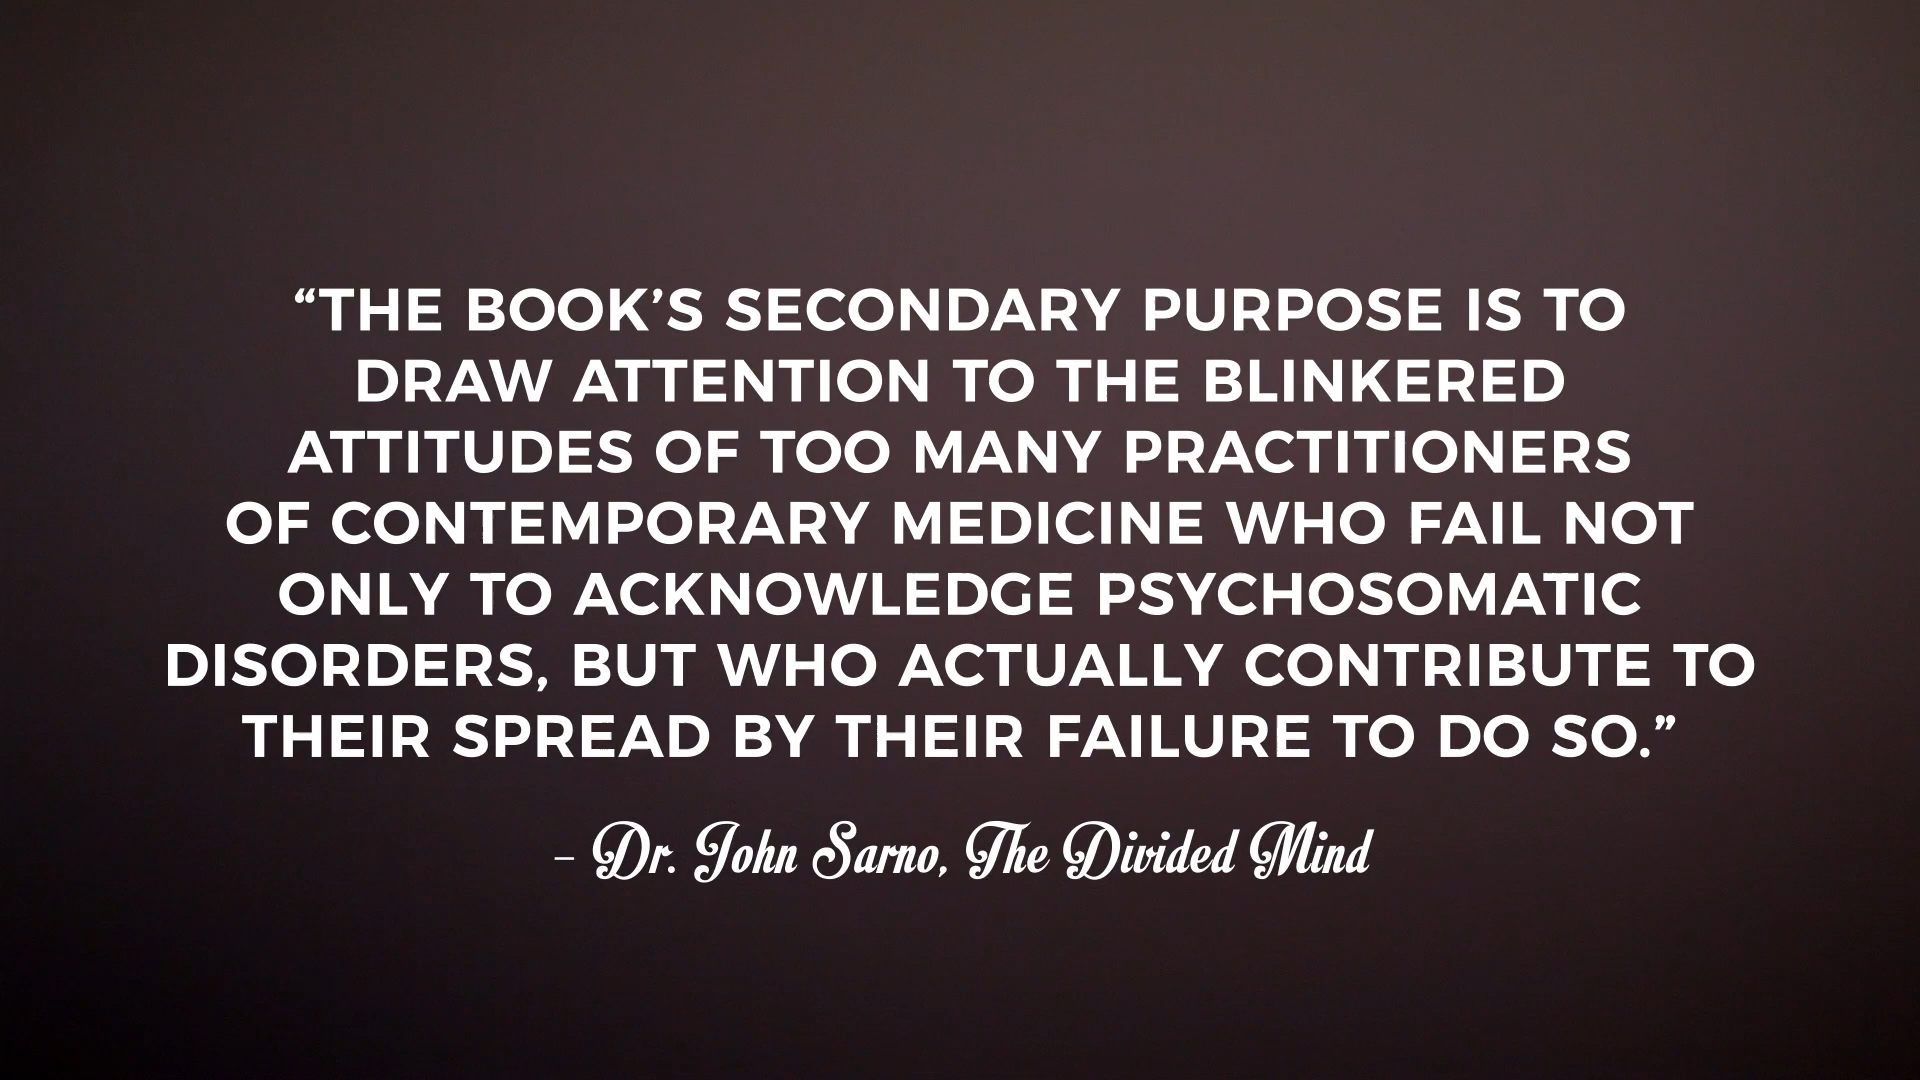 “THE BOOK’S SECONDARY PURPOSE IS TO
DRAW ATTENTION TO THE BLINKERED
ATTITUDES OF TOO MANY PRACTITIONERS
OF CONTEMPORARY MEDICINE WHO FAIL NOT
ONLY TO ACKNOWLEDGE PSYCHOSOMATIC
DISORDERS, BUT WHO ACTUALLY CONTRIBUTE TO
THEIR SPREAD BY THEIR FAILURE TO DO SO.”
– Dr. John Sarno, The Divided Mind